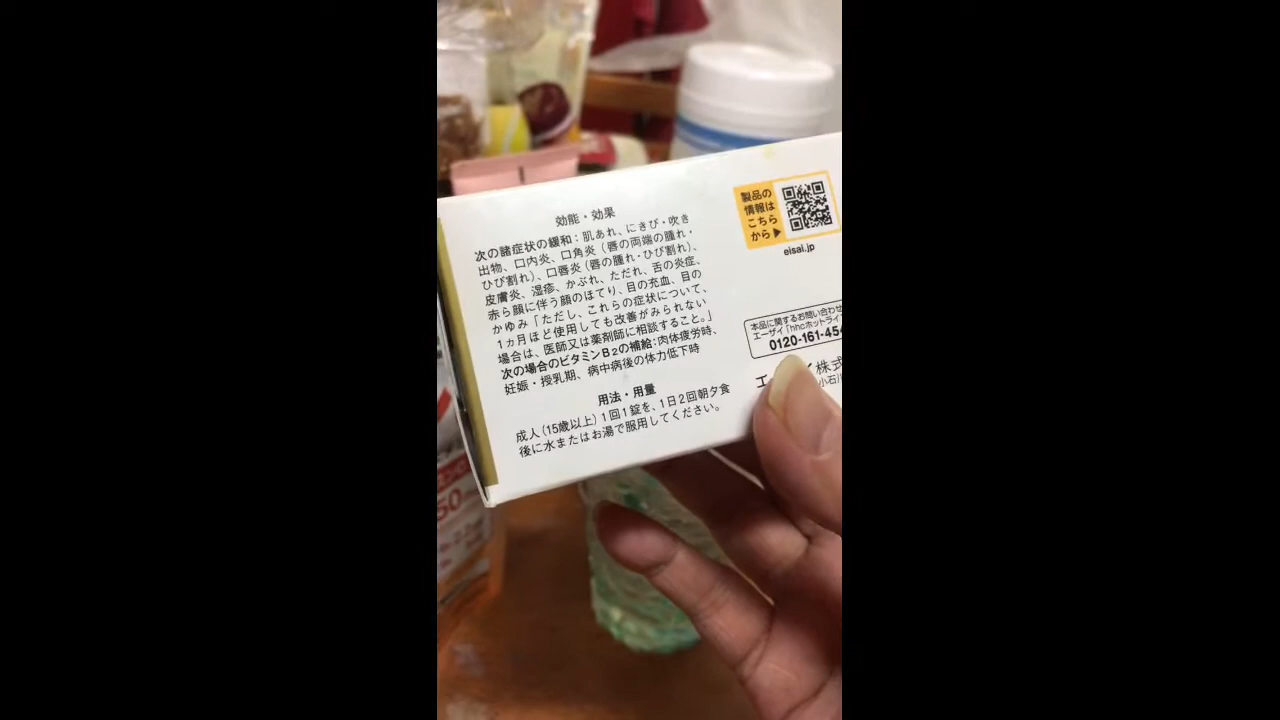 効能・効果
次の諸症状の緩和：肌あれ、にきび・吹き
出物、口内炎、口角炎（唇の両端の腫れ・
ひび割れ）、口唇炎（唇の腫れ・ひび割れ）、
皮膚炎、湿疹、かぶれ、ただれ、舌の炎症、
赤ら顔に伴う顔のほてり、目の充血、目の
かゆみ「ただし、これらの症状について、
1ヵ月ほど使用しても改善がみられない
場合は、医師又は薬剤師に相談すること。」
次の場合のビタミンB2の補給：肉体疲労時、
妊娠・授乳期、病中病後の体力低下時
用法・用量
成人（15歳以上）1回1錠を、1日2回朝夕食
後に水またはお湯で服用してください。
製品の
情報は
こちら
から▶
eisai.jp
本品に関するお問い合わせ
エーザイ「hhcホットライ
0120-161-454
エ
イ株式
小石川
50